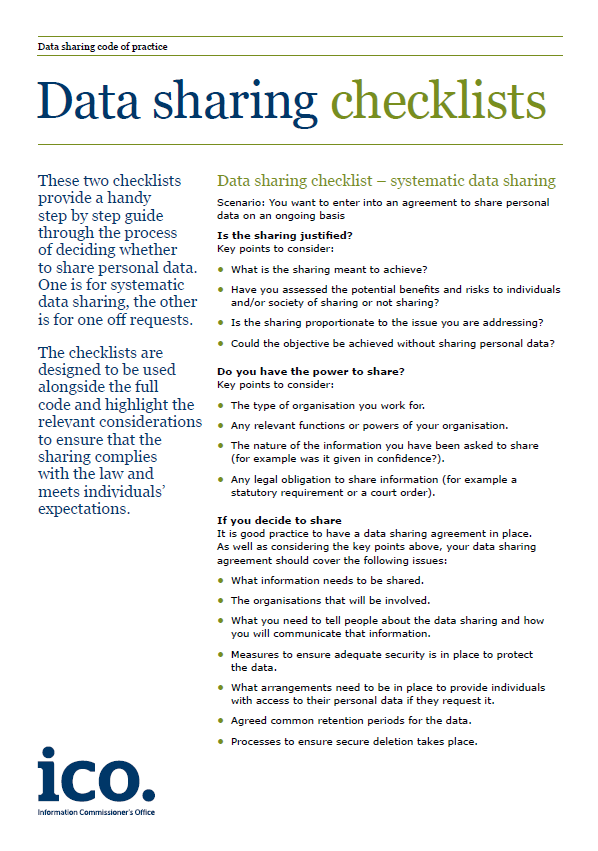 Data sharing code of practice
Data sharing checklists
These two checklists
provide a handy
step by step guide
through the process
of deciding whether
to share personal data.
One is for systematic
data sharing, the other
is for one off requests.
The checklists are
designed to be used
alongside the full
code and highlight the
relevant considerations
to ensure that the
sharing complies
with the law and
meets individuals’
expectations.
Data sharing checklist – systematic data sharing
Scenario: You want to enter into an agreement to share personal
data on an ongoing basis
Is the sharing justified?
Key points to consider:
• What is the sharing meant to achieve?
• Have you assessed the potential benefits and risks to individuals
and/or society of sharing or not sharing?
• Is the sharing proportionate to the issue you are addressing?
• Could the objective be achieved without sharing personal data?
Do you have the power to share?
Key points to consider:
• The type of organisation you work for.
• Any relevant functions or powers of your organisation.
• The nature of the information you have been asked to share
(for example was it given in confidence?).
• Any legal obligation to share information (for example a
statutory requirement or a court order).
If you decide to share
It is good practice to have a data sharing agreement in place.
As well as considering the key points above, your data sharing
agreement should cover the following issues:
• What information needs to be shared.
• The organisations that will be involved.
• What you need to tell people about the data sharing and how
you will communicate that information.
• Measures to ensure adequate security is in place to protect
the data.
• What arrangements need to be in place to provide individuals
with access to their personal data if they request it.
• Agreed common retention periods for the data.
• Processes to ensure secure deletion takes place.
ico.
Information Commissioner's Office